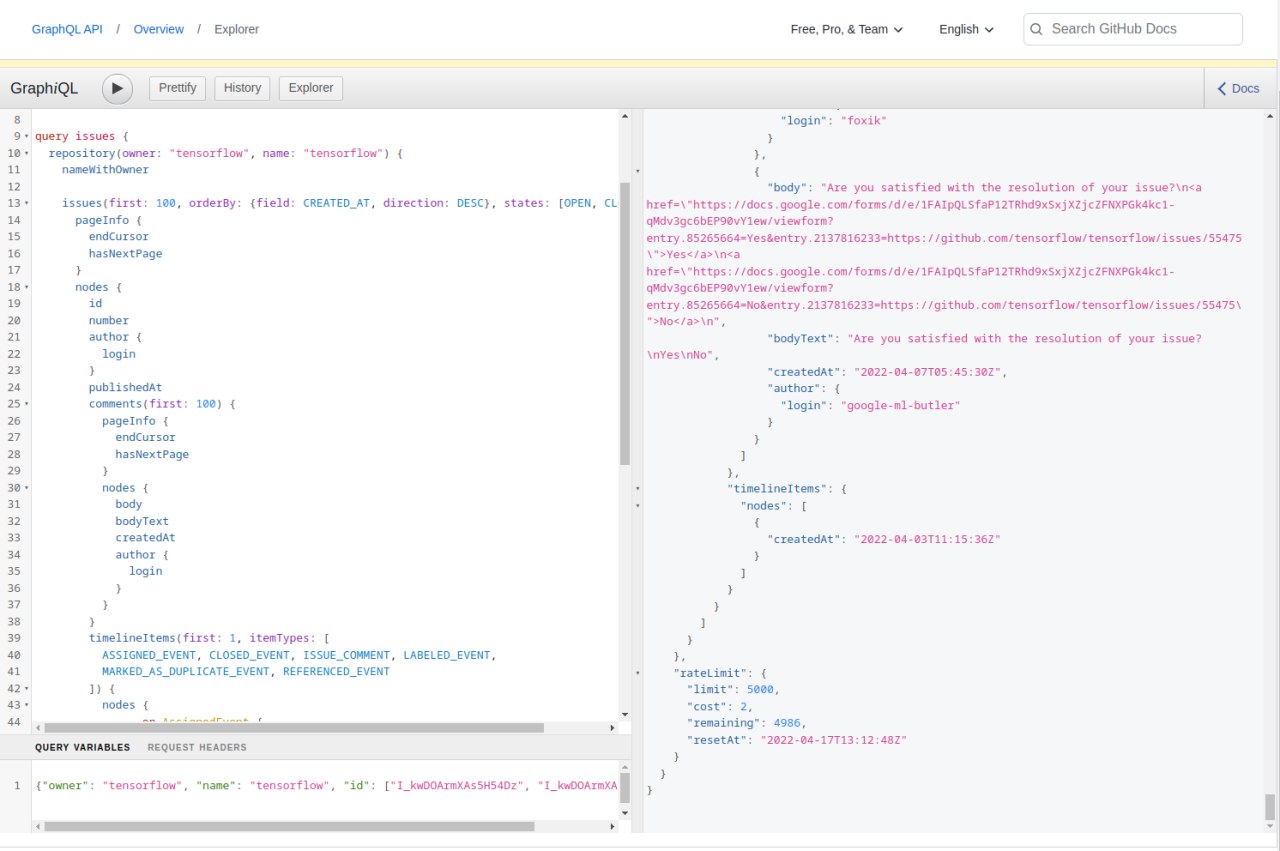 GraphQL API / Overview / Explorer
Free, Pro, & Team
English
Search GitHub Docs
GraphiQL
Prettify
History
Explorer
Docs
8
9 query issues {
10 repository(owner: "tensorflow", name: "tensorflow") {
11 nameWithOwner
12
13 issues(first: 100, orderBy: {field: CREATED_AT, direction: DESC}, states: [OPEN, CL
14 pageInfo {
15 endCursor
16 hasNextPage
17 }
18 nodes {
19 id
20 number
21 author {
22 login
23 }
24 publishedAt
25 comments(first: 100) {
26 pageInfo {
27 endCursor
28 hasNextPage
29 }
30 nodes {
31 body
32 bodyText
33 createdAt
34 author {
35 login
36 }
37 }
38 }
39 timelineItems(first: 1, itemTypes: [
40 ASSIGNED_EVENT, CLOSED_EVENT, ISSUE_COMMENT, LABELED_EVENT,
41 MARKED_AS_DUPLICATE_EVENT, REFERENCED_EVENT
42 ]) {
43 nodes {
44 on AssignedEvent {
QUERY VARIABLES REQUEST HEADERS
1 {"owner": "tensorflow", "name": "tensorflow", "id": ["I_kwDOArmXAs5H54Dz", "I_kwDOArmXA
"login": "foxik"
}
},
{
"body": "Are you satisfied with the resolution of your issue?\n<a
href=\"https://docs.google.com/forms/d/e/1FAIpQLSfaP12TRhd9xSxjXZjcZFNXPGk4kc1-
qMdv3gc6bEP90vY1ew/viewform?
entry.85265664=Yes&entry.2137816233=https://github.com/tensorflow/tensorflow/issues/55475
\">Yes</a>\n<a
href=\"https://docs.google.com/forms/d/e/1FAIpQLSfaP12TRhd9xSxjXZjcZFNXPGk4kc1-
qMdv3gc6bEP90vY1ew/viewform?
entry.85265664=No&entry.2137816233=https://github.com/tensorflow/tensorflow/issues/55475\
">No</a>\n",
"bodyText": "Are you satisfied with the resolution of your issue?
\nYes\nNo",
"createdAt": "2022-04-07T05:45:30Z",
"author": {
"login": "google-ml-butler"
}
}
]
},
"timelineItems": {
"nodes": [
{
"createdAt": "2022-04-03T11:15:36Z"
}
]
}
}
]
}
},
"rateLimit": {
"limit": 5000,
"cost": 2,
"remaining": 4986,
"resetAt": "2022-04-17T13:12:48Z"
}
}
}